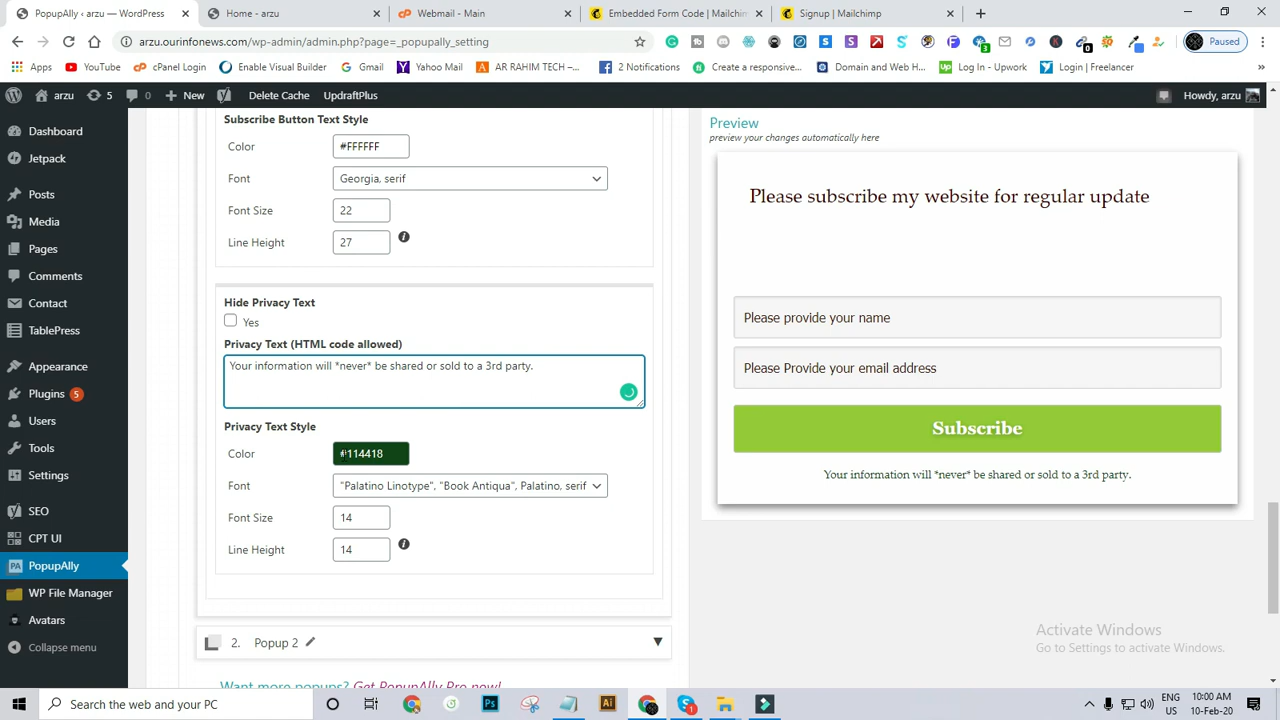 PopupAlly ‹ arzu — WordPress
Home - arzu
Webmail - Main
Embedded Form Code | Mailchim
Signup | Mailchimp
arzu.ourinfonews.com/wp-admin/admin.php?page=_popupally_setting
Paused
Apps
YouTube
cPanel Login
Enable Visual Builder
Gmail
Yahoo Mail
AR RAHIM TECH –...
2 Notifications
Create a responsive...
Domain and Web H...
Log In - Upwork
Login | Freelancer
arzu
5
0
New
Delete Cache
UpdraftPlus
Howdy, arzu
Dashboard
Jetpack
Posts
Media
Pages
Comments
Contact
TablePress
Appearance
Plugins 5
Users
Tools
Settings
SEO
CPT UI
PopupAlly
WP File Manager
Avatars
Collapse menu
Subscribe Button Text Style
Color
#FFFFFF
Font
Georgia, serif
Font Size
22
Line Height
27
Hide Privacy Text
Yes
Privacy Text (HTML code allowed)
Your information will *never* be shared or sold to a 3rd party.
Privacy Text Style
Color
#114418
Font
"Palatino Linotype", "Book Antiqua", Palatino, serif
Font Size
14
Line Height
14
2. Popup 2
Want more popups? Get PopupAlly Pro now!
Preview
preview your changes automatically here
Please subscribe my website for regular update
Please provide your name
Please Provide your email address
Subscribe
Your information will *never* be shared or sold to a 3rd party.
Activate Windows
Go to Settings to activate Windows.
Search the web and your PC
ENG
US
10:00 AM
10-Feb-20